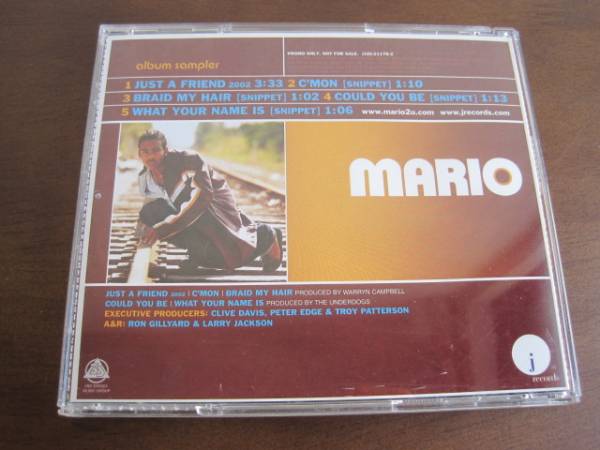 album sampler
PROMO ONLY. NOT FOR SALE.
1 JUST A FRIEND 2002 3:33 2 C'MON [SNIPPET] 1:10
3 BRAID MY HAIR [SNIPPET] 1:02 4 COULD YOU BE [SNIPPET] 1:13
5 WHAT YOUR NAME IS [SNIPPET] 1:06 www.mario2u.com www.jrecords.com
MARIO
JUST A FRIEND 2002 | C'MON | BRAID MY HAIR PRODUCED BY WARRYN CAMPBELL
COULD YOU BE | WHAT YOUR NAME IS PRODUCED BY THE UNDERDOGS
EXECUTIVE PRODUCERS: CLIVE DAVIS, PETER EDGE & TROY PATTERSON
A&R: RON GILLYARD & LARRY JACKSON
j
records